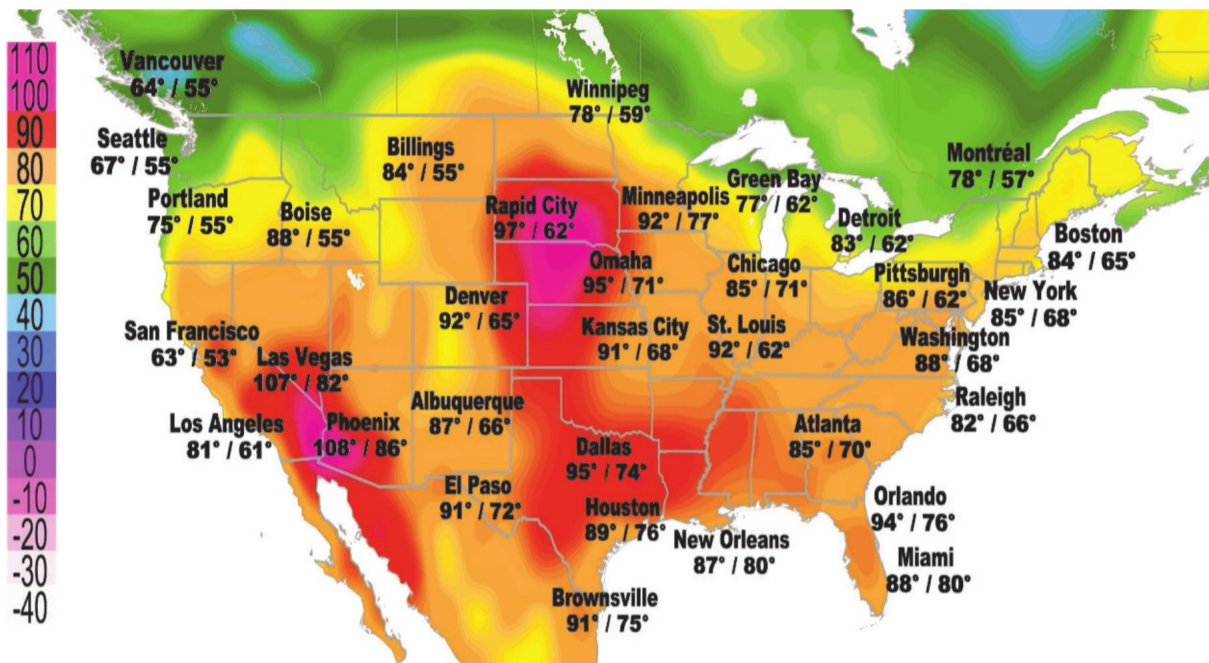 110
100
90
80
70
60
50
40
30
20
10
0
-10
-20
-30
-40
Vancouver
64° / 55°
Seattle
67° / 55°
Portland
75° / 55°
Boise
88° / 55°
Billings
84° / 55°
Winnipeg
78° / 59°
Rapid City
97° / 62°
Minneapolis
92° / 77°
Green Bay
77° / 62°
Detroit
83° / 62°
Montréal
78° / 57°
Boston
84° / 65°
New York
85° / 68°
Pittsburgh
86° / 62°
Chicago
85° / 71°
Omaha
95° / 71°
Denver
92° / 65°
Kansas City
91° / 68°
St. Louis
92° / 62°
Washington
88° / 68°
Raleigh
82° / 66°
San Francisco
63° / 53°
Las Vegas
107° / 82°
Los Angeles
81° / 61°
Phoenix
108° / 86°
Albuquerque
87° / 66°
Dallas
95° / 74°
Atlanta
85° / 70°
El Paso
91° / 72°
Houston
89° / 76°
New Orleans
87° / 80°
Orlando
94° / 76°
Miami
88° / 80°
Brownsville
91° / 75°